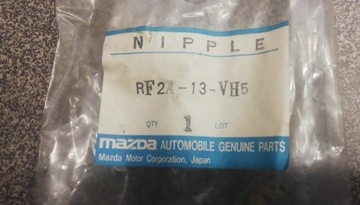 NIPPLE
RF2A-13-VH5
QTY 1 LOT
mazda AUTOMOBILE GENUINE PARTS
Mazda Motor Corporation, Japan